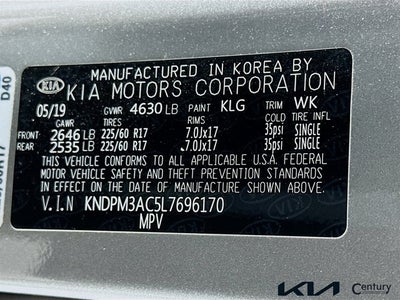 D40
MANUFACTURED IN KOREA BY
KIA KIA MOTORS CORPORATION
05/19 GVWR 4630 LB PAINT KLG TRIM WK
GAWR TIRES RIMS COLD TIRE INFL
FRONT 2646 LB 225/60 R17 7.0Jx17 35psi SINGLE
REAR 2535 LB 225/60 R17 7.0Jx17 35psi SINGLE
THIS VEHICLE CONFORMS TO ALL APPLICABLE U.S.A. FEDERAL
MOTOR VEHICLE SAFETY AND THEFT PREVENTION STANDARDS IN
EFFECT ON THE DATE OF MANUFACTURE SHOWN ABOVE.
V.I.N KNDPM3AC5L7696170
MPV
KIA Century